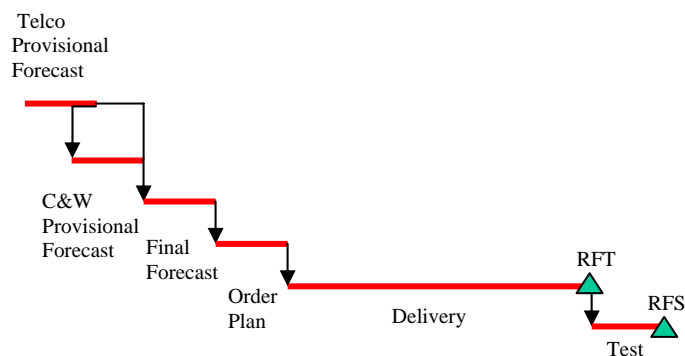 Telco
Provisional
Forecast
C&W
Provisional
Forecast
Final
Forecast
Order
Plan
Delivery
RFT
RFS
Test